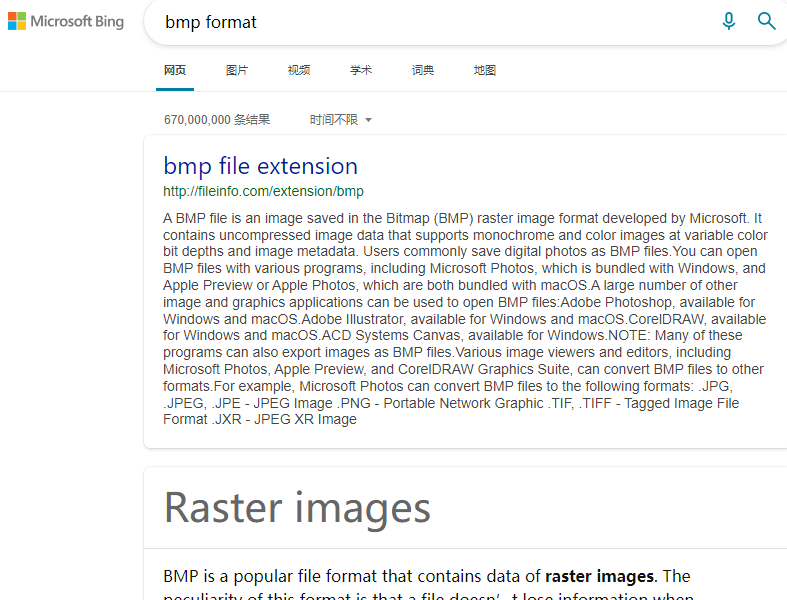 Microsoft Bing
bmp format
网页 图片 视频 学术 词典 地图
670,000,000 条结果 时间不限
bmp file extension
http://fileinfo.com/extension/bmp
A BMP file is an image saved in the Bitmap (BMP) raster image format developed by Microsoft. It
contains uncompressed image data that supports monochrome and color images at variable color
bit depths and image metadata. Users commonly save digital photos as BMP files.You can open
BMP files with various programs, including Microsoft Photos, which is bundled with Windows, and
Apple Preview or Apple Photos, which are both bundled with macOS.A large number of other
image and graphics applications can be used to open BMP files:Adobe Photoshop, available for
Windows and macOS.Adobe Illustrator, available for Windows and macOS.CorelDRAW, available
for Windows and macOS.ACD Systems Canvas, available for Windows.NOTE: Many of these
programs can also export images as BMP files.Various image viewers and editors, including
Microsoft Photos, Apple Preview, and CorelDRAW Graphics Suite, can convert BMP files to other
formats.For example, Microsoft Photos can convert BMP files to the following formats: .JPG,
.JPEG, .JPE - JPEG Image .PNG - Portable Network Graphic .TIF, .TIFF - Tagged Image File
Format .JXR - JPEG XR Image
Raster images
BMP is a popular file format that contains data of raster images. The
peculiarity of this format is that a file doesn't lose information when